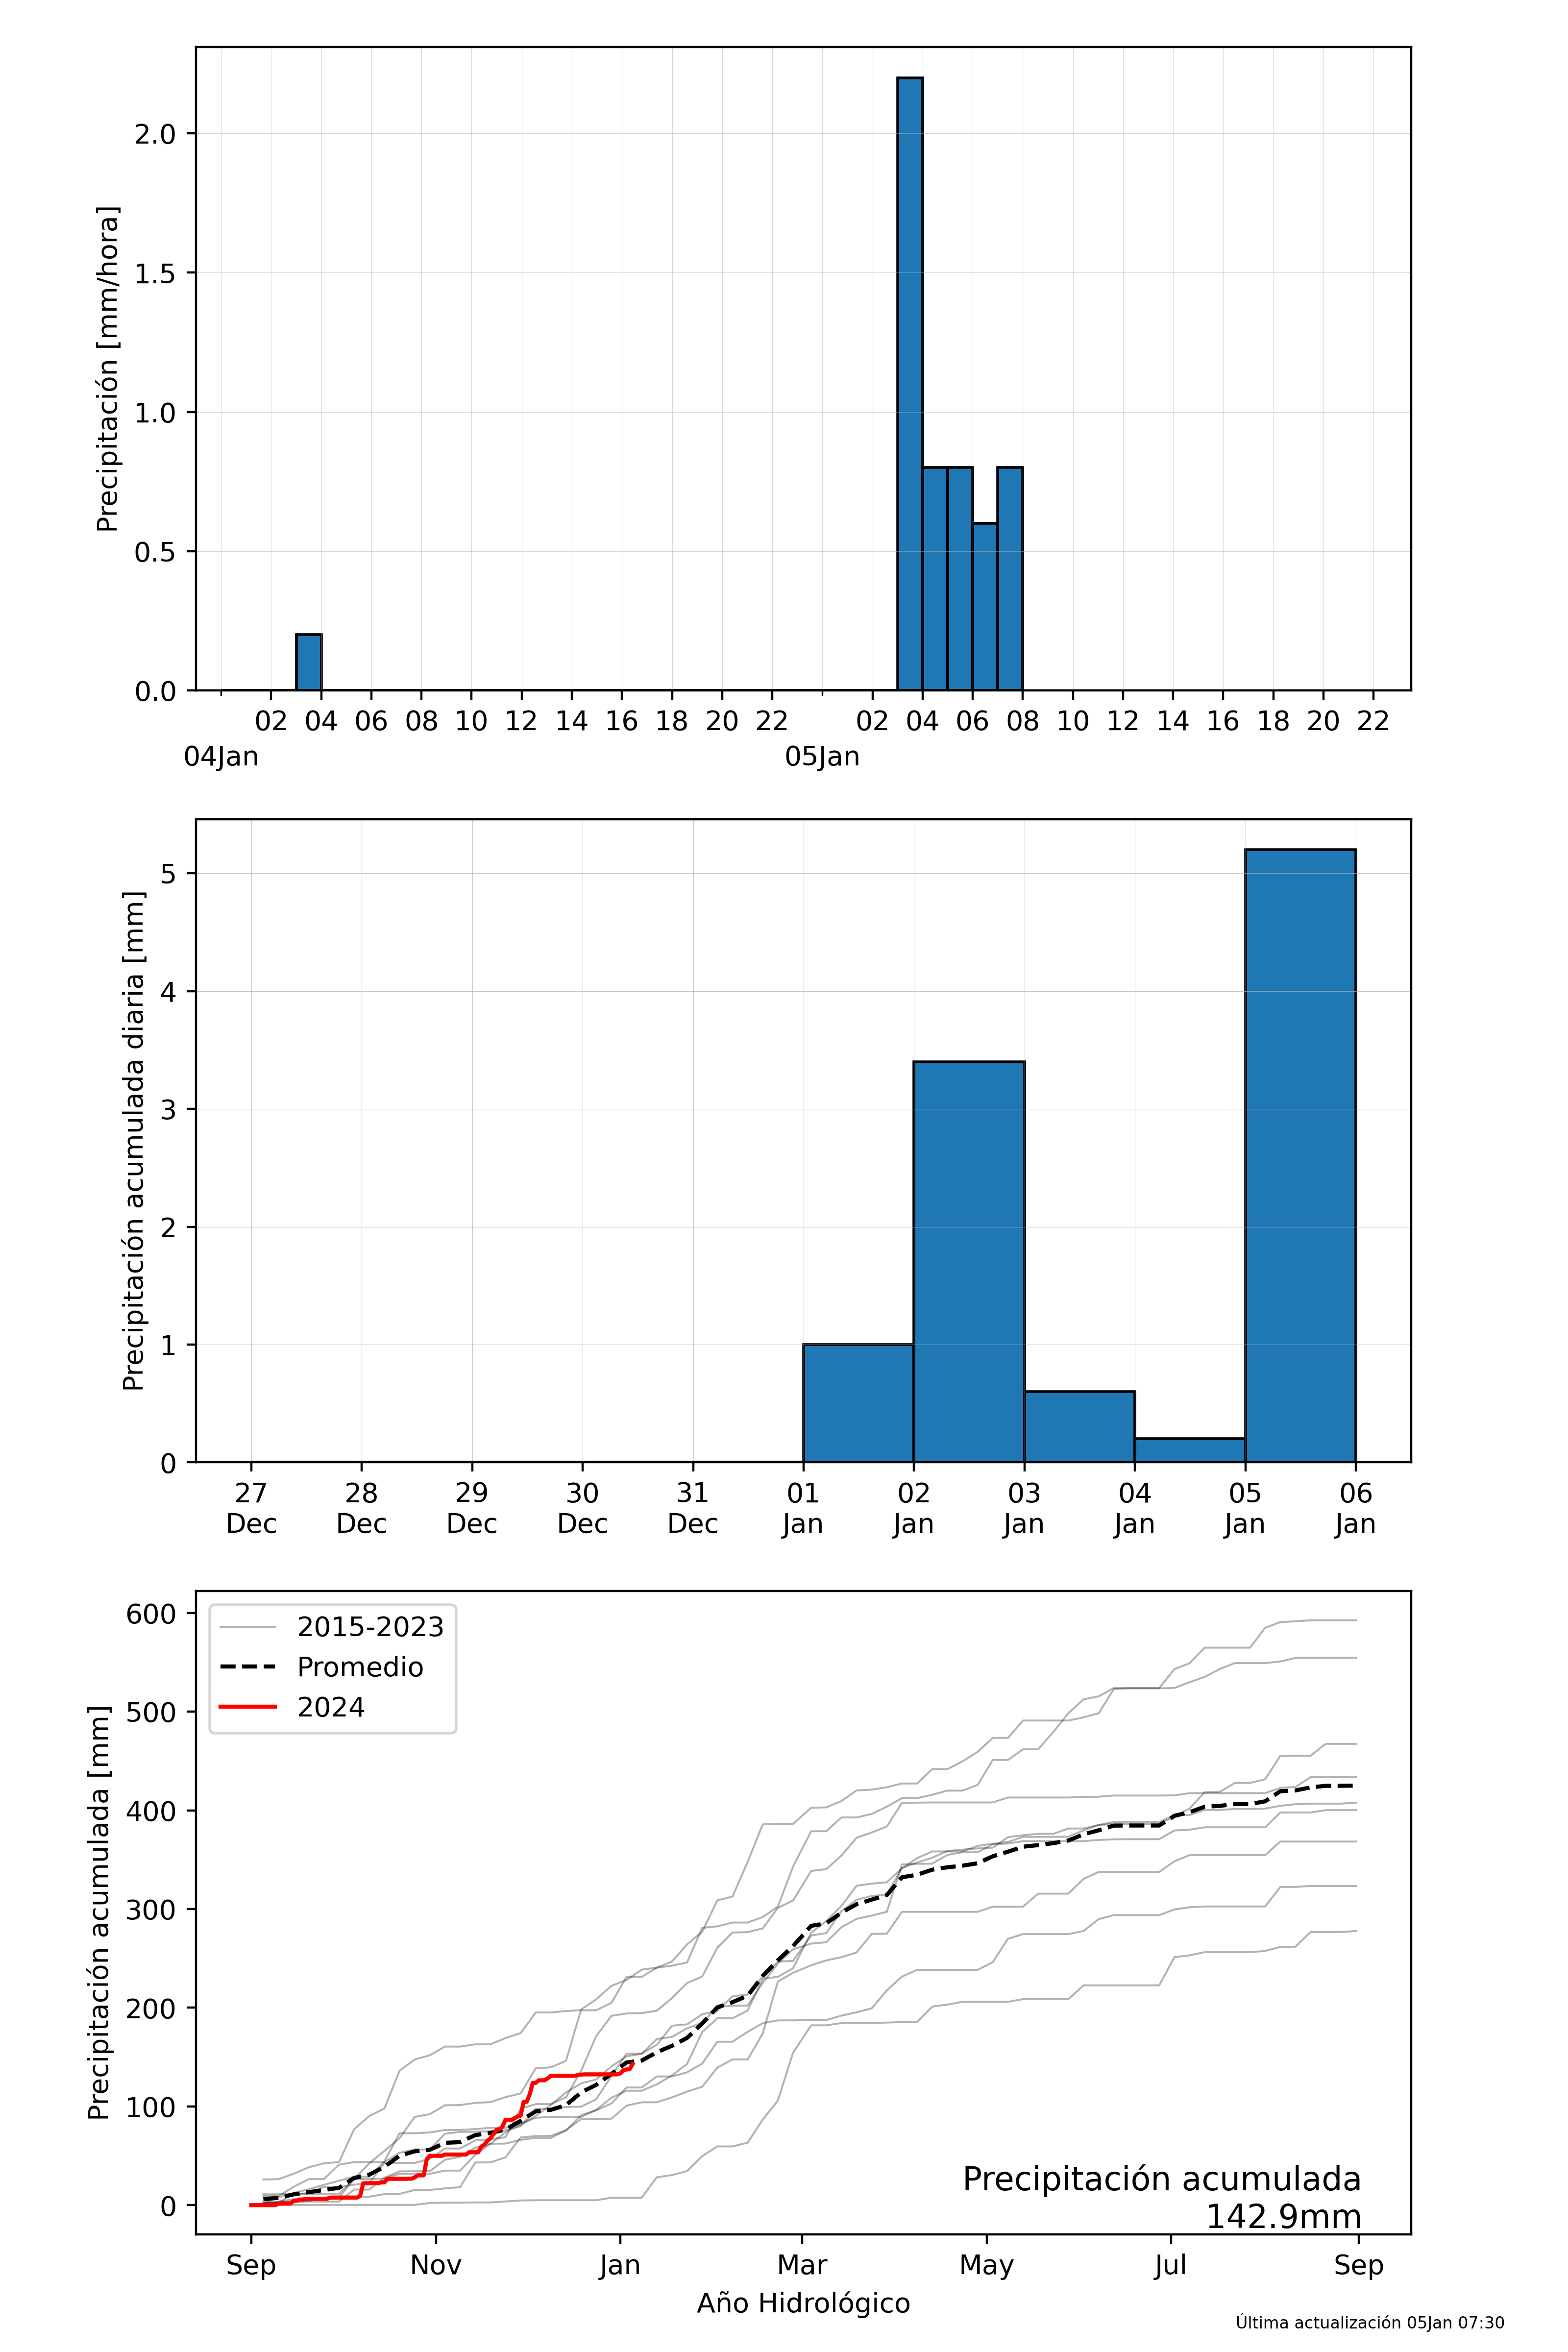 Precipitación [mm/hora]
2.0
1.5
1.0
0.5
0.0
02 04 06 08 10 12 14 16 18 20 22 02 04 06 08 10 12 14 16 18 20 22
04Jan 05Jan
Precipitación acumulada diaria [mm]
5
4
3
2
1
0
27 28 29 30 31 01 02 03 04 05 06
Dec Dec Dec Dec Dec Jan Jan Jan Jan Jan Jan
Precipitación acumulada [mm]
600
500
400
300
200
100
0
2015-2023
Promedio
2024
Precipitación acumulada
142.9mm
Sep Nov Jan Mar May Jul Sep
Año Hidrológico
Última actualización 05Jan 07:30